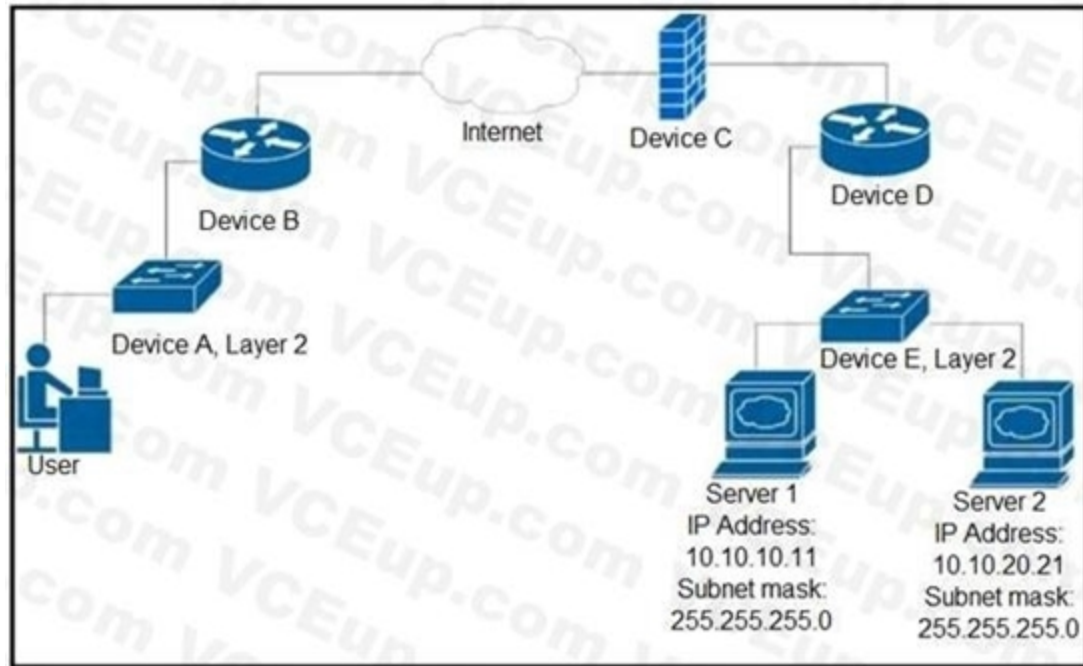 Internet
Device C
Device D
Device B
Device A, Layer 2
Device E, Layer 2
User
Server 1
IP Address:
10.10.10.11
Subnet mask:
255.255.255.0
Server 2
IP Address:
10.10.20.21
Subnet mask:
255.255.255.0
VCEup.com